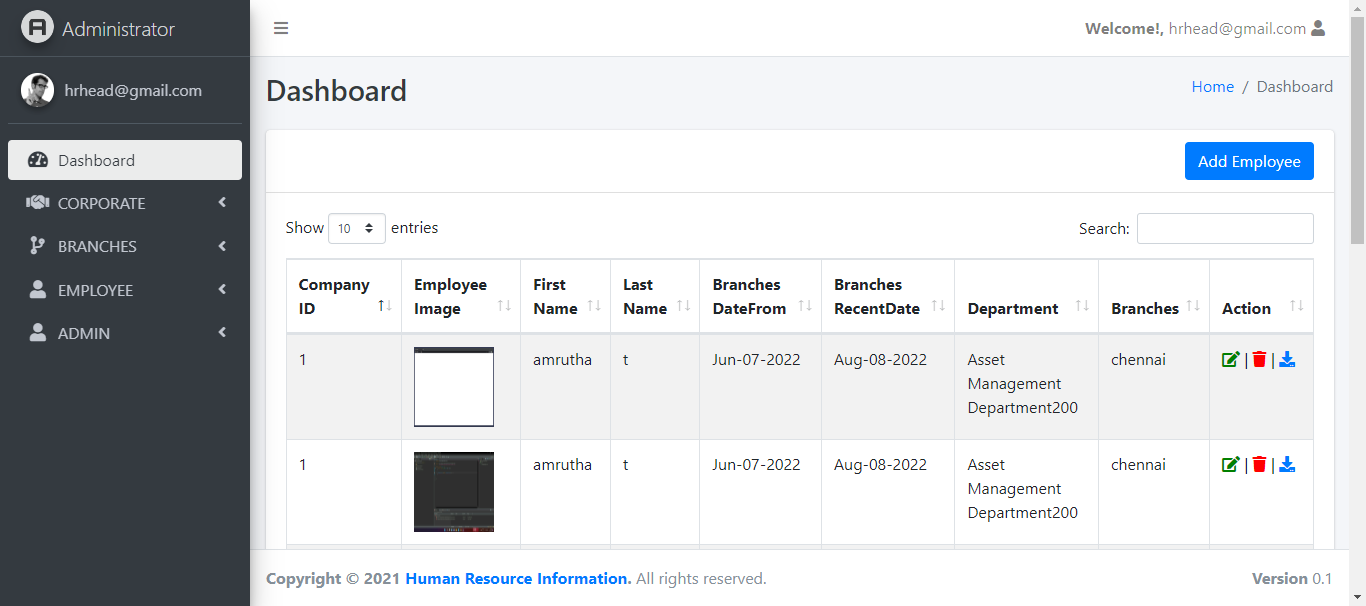 Administrator
Welcome!, hrhead@gmail.com
hrhead@gmail.com
Dashboard
Home / Dashboard
Dashboard
CORPORATE
BRANCHES
EMPLOYEE
ADMIN
Add Employee
Show 10 entries
Search:
Company ID
Employee Image
First Name
Last Name
Branches DateFrom
Branches RecentDate
Department
Branches
Action
1 amrutha t Jun-07-2022 Aug-08-2022 Asset chennai | |
Management
Department200
1 amrutha t Jun-07-2022 Aug-08-2022 Asset chennai | |
Management
Department200
Copyright © 2021 Human Resource Information. All rights reserved.
Version 0.1